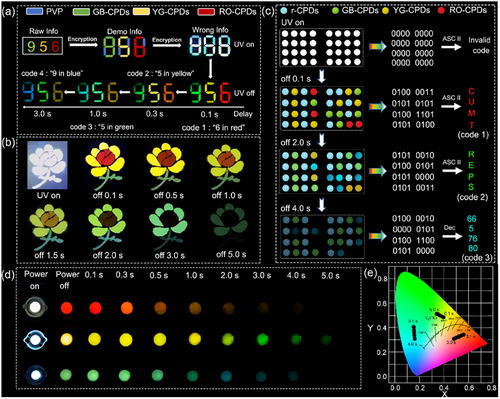 (a) PVP GB-CPDs YG-CPDs RO-CPDs
Raw Info Encryption Demo Info Encryption Wrong Info
956 888 888 UV on
code 4 : "9 in blue" code 2 : "5 in yellow"
956 956 956 956 UV off
3.0 s 1.0 s 0.5 s 0.1 s Delay
code 3 : "5 in green" code 1 : "6 in red"
(b)
UV on off 0.1 s off 0.5 s off 1.0 s
off 1.5 s off 2.0 s off 3.0 s off 5.0 s
(c) r-CPDs GB-CPDs YG-CPDs RO-CPDs
UV on
0000 0000
0000 0000
0000 0000
0000 0000
ASC II
Invalid
code
off 0.1 s
0100 0011
0101 0101
0100 1101
0101 0100
ASC II
C
U
M
T
(code 1)
off 2.0 s
0101 0010
0100 0101
0101 0000
0101 0011
ASC II
R
E
P
S
(code 2)
off 4.0 s
0100 0010
0000 0101
0100 1100
0101 0000
Dec
66
5
76
80
(code 3)
(d) Power on Power off 0.1 s 0.3 s 0.5 s 1.0 s 2.0 s 3.0 s 4.0 s 5.0 s
(e)
0.8
0.6
Y
0.4
0.2
0.0
0.0 0.2 0.3 0.5 0.6 0.8
X